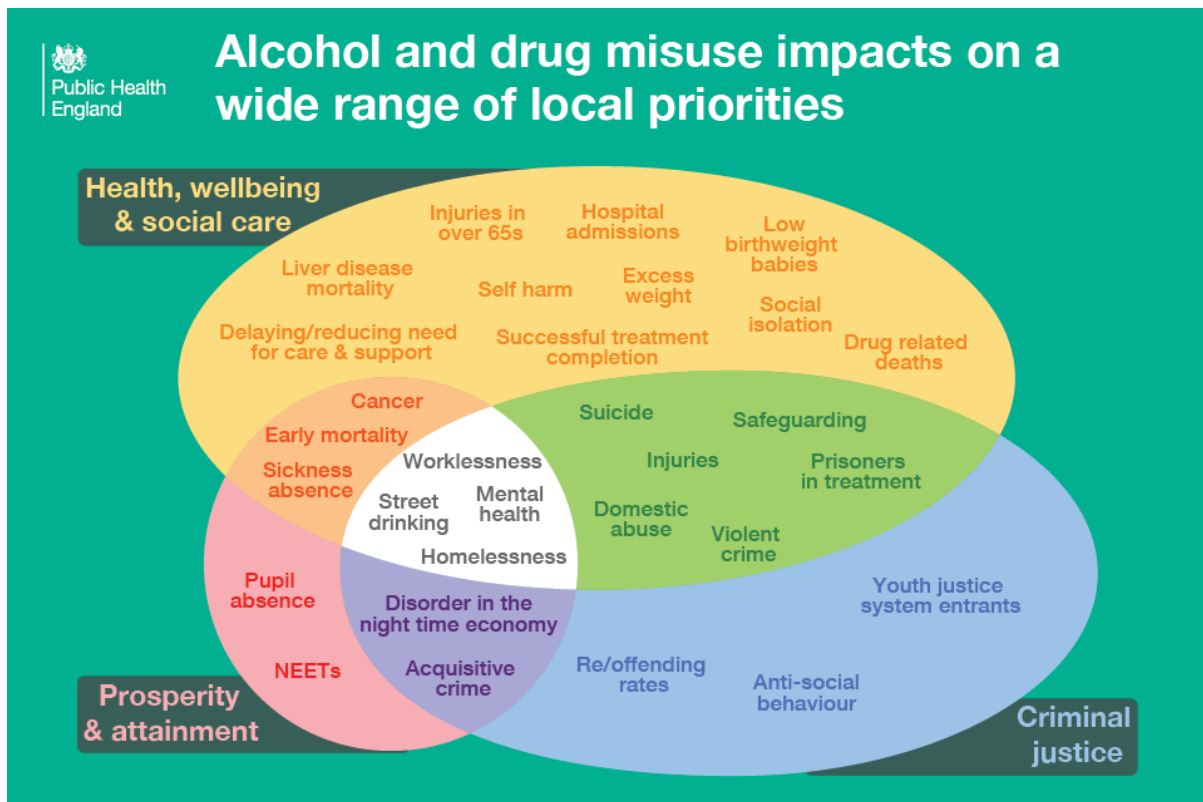 Public Health
England
Alcohol and drug misuse impacts on a
wide range of local priorities
Health, wellbeing
& social care
Injuries in
over 65s
Hospital
admissions
Low
birthweight
babies
Liver disease
mortality
Self harm
Excess
weight
Social
isolation
Delaying/reducing need
for care & support
Successful treatment
completion
Drug related
deaths
Cancer
Early mortality
Sickness
absence
Worklessness
Street
drinking
Mental
health
Homelessness
Suicide
Safeguarding
Injuries
Prisoners
in treatment
Domestic
abuse
Violent
crime
Pupil
absence
NEETs
Disorder in the
night time economy
Acquisitive
crime
Youth justice
system entrants
Re/offending
rates
Anti-social
behaviour
Prosperity
& attainment
Criminal
justice